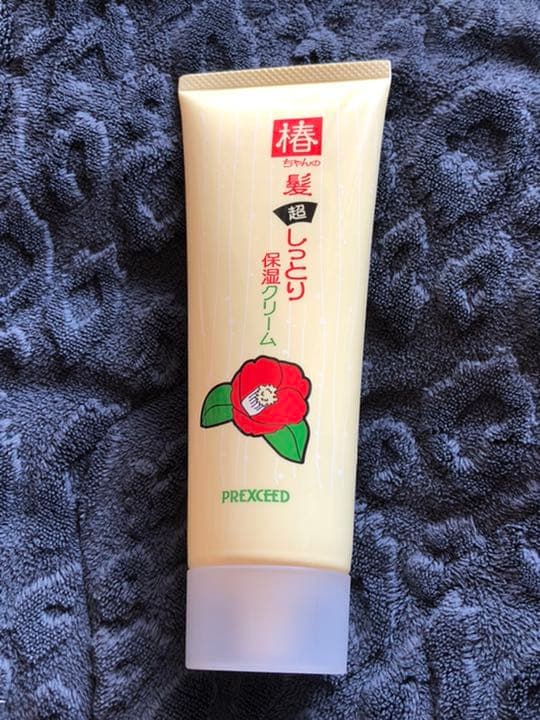 椿
ちゃんの
髪
超
しっとり
保湿クリーム
PREXCEED